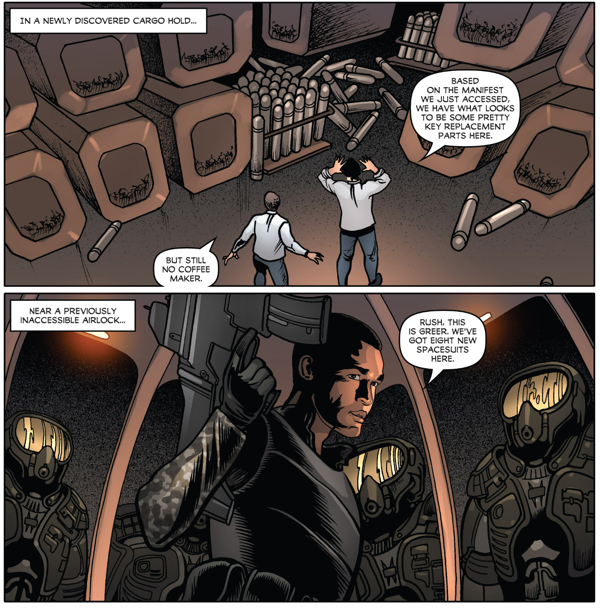 IN A NEWLY DISCOVERED CARGO HOLD...
BASED
ON THE MANIFEST
WE JUST ACCESSED,
WE HAVE WHAT LOOKS
TO BE SOME PRETTY
KEY REPLACEMENT
PARTS HERE.
BUT STILL
NO COFFEE
MAKER.
NEAR A PREVIOUSLY
INACCESSIBLE AIRLOCK...
RUSH, THIS
IS GREER. WE'VE
GOT EIGHT NEW
SPACESUITS
HERE.